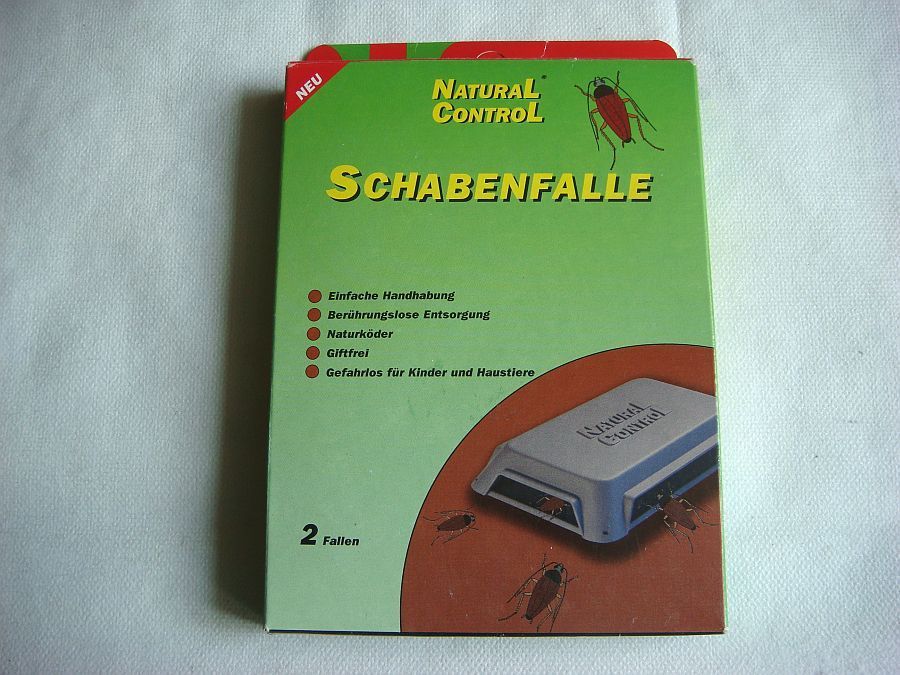 NEU
NATURAL®
CONTROL
SCHABENFALLE
Einfache Handhabung
Berührungslose Entsorgung
Naturköder
Giftfrei
Gefahrlos für Kinder und Haustiere
NATURAL
CONTROL
2 Fallen